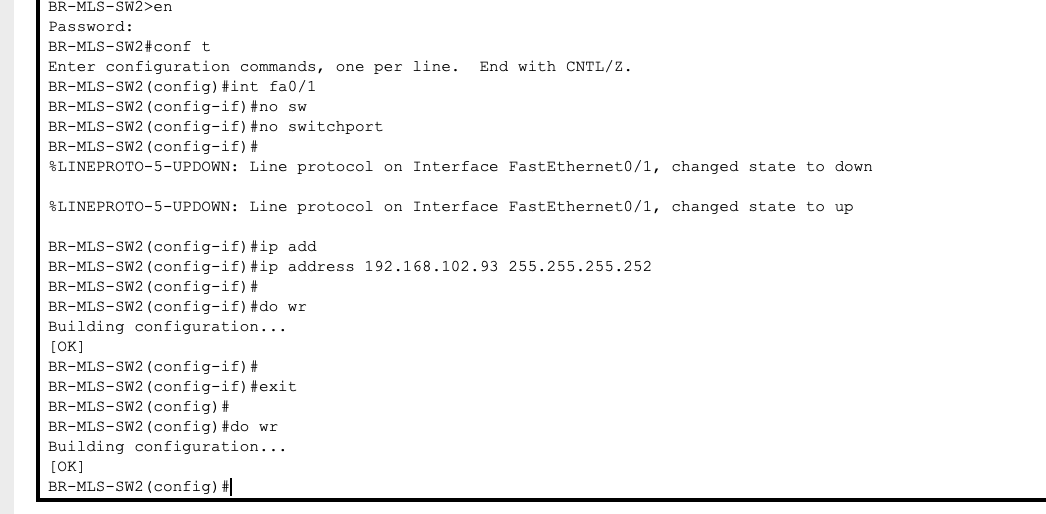 BR-MLS-SW2>en
Password:
BR-MLS-SW2#conf t
Enter configuration commands, one per line.  End with CNTL/Z.
BR-MLS-SW2(config)#int fa0/1
BR-MLS-SW2(config-if)#no sw
BR-MLS-SW2(config-if)#no switchport
BR-MLS-SW2(config-if)#
%LINEPROTO-5-UPDOWN: Line protocol on Interface FastEthernet0/1, changed state to down
%LINEPROTO-5-UPDOWN: Line protocol on Interface FastEthernet0/1, changed state to up
BR-MLS-SW2(config-if)#ip add
BR-MLS-SW2(config-if)#ip address 192.168.102.93 255.255.255.252
BR-MLS-SW2(config-if)#
BR-MLS-SW2(config-if)#do wr
Building configuration...
[OK]
BR-MLS-SW2(config-if)#
BR-MLS-SW2(config-if)#exit
BR-MLS-SW2(config)#
BR-MLS-SW2(config)#do wr
Building configuration...
[OK]
BR-MLS-SW2(config)#